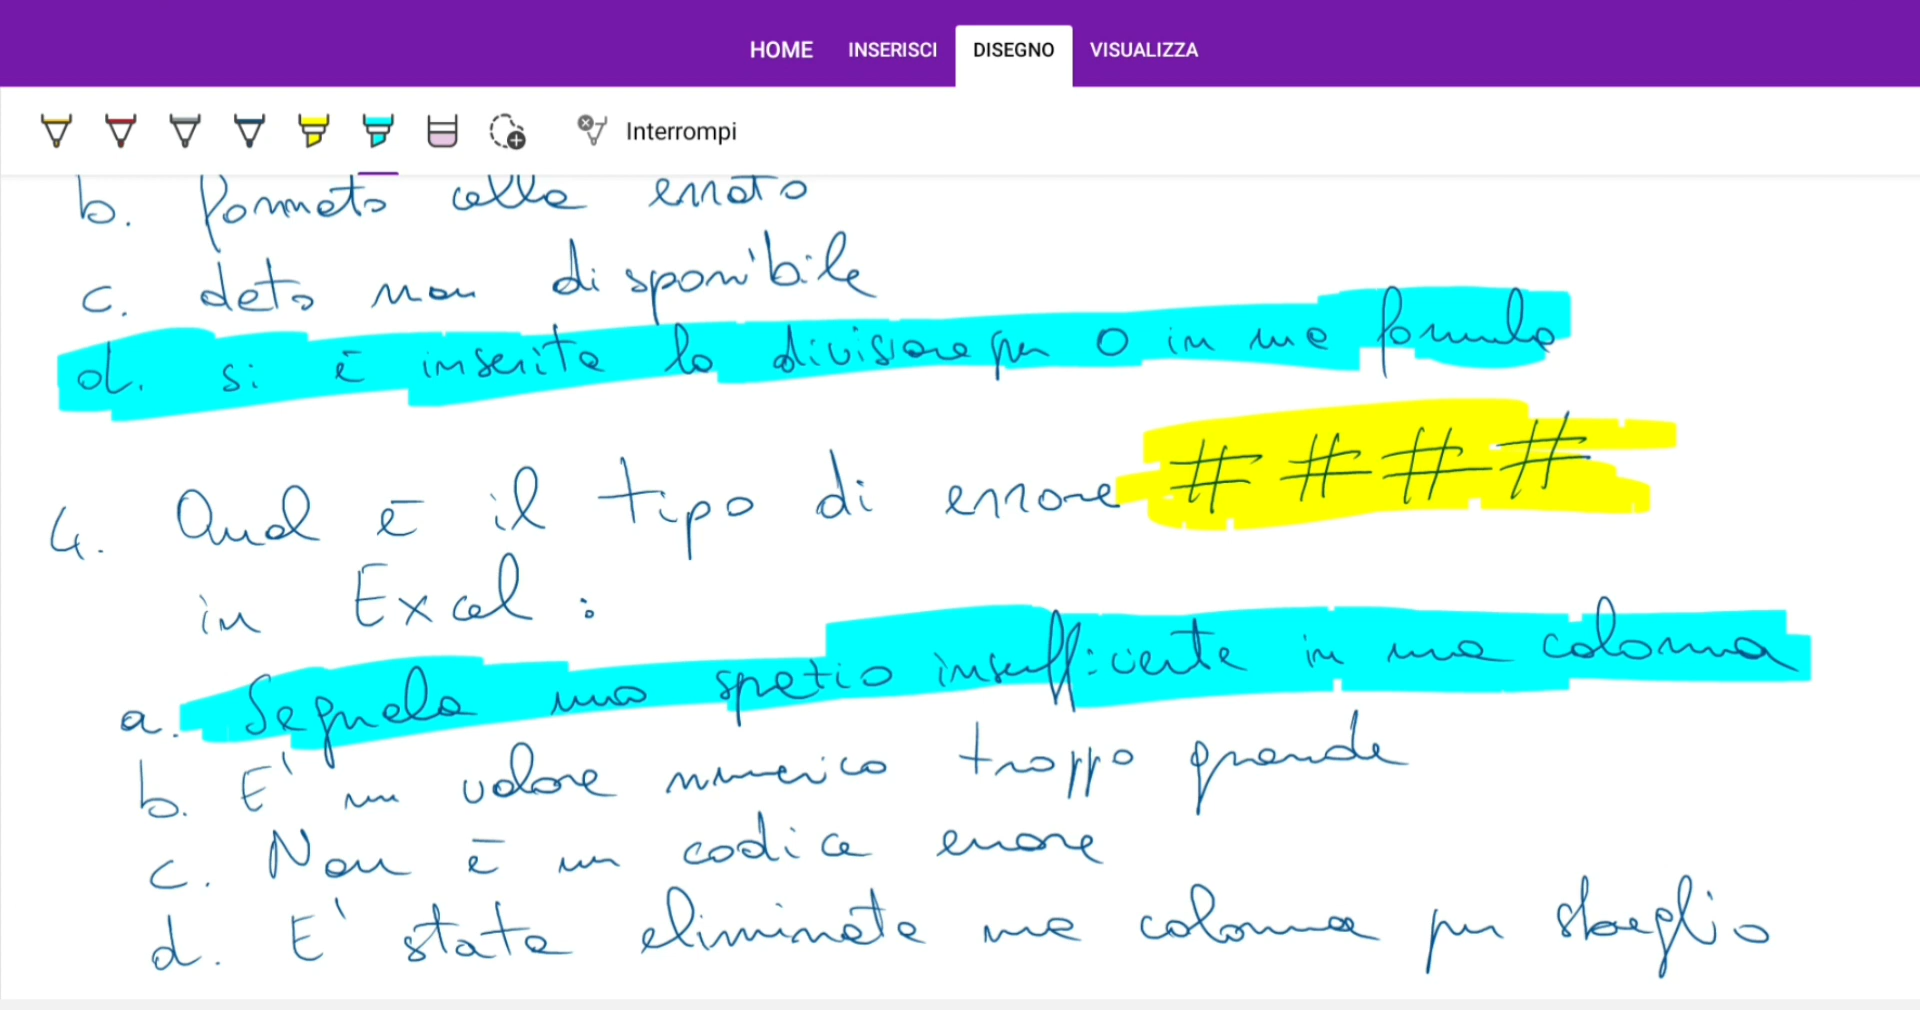 HOME INSERISCI DISEGNO VISUALIZZA
Interrompi
b. formato cella errato
c. dato non disponibile
d. si è inserita la divisione per 0 in una formula
4. Qual è il tipo di errore ####
in Excel :
a. Segnala uno spazio insufficiente in una colonna
b. E' un valore numerico troppo grande
c. Non è un codice errore
d. E' stata eliminata una colonna per sbaglio